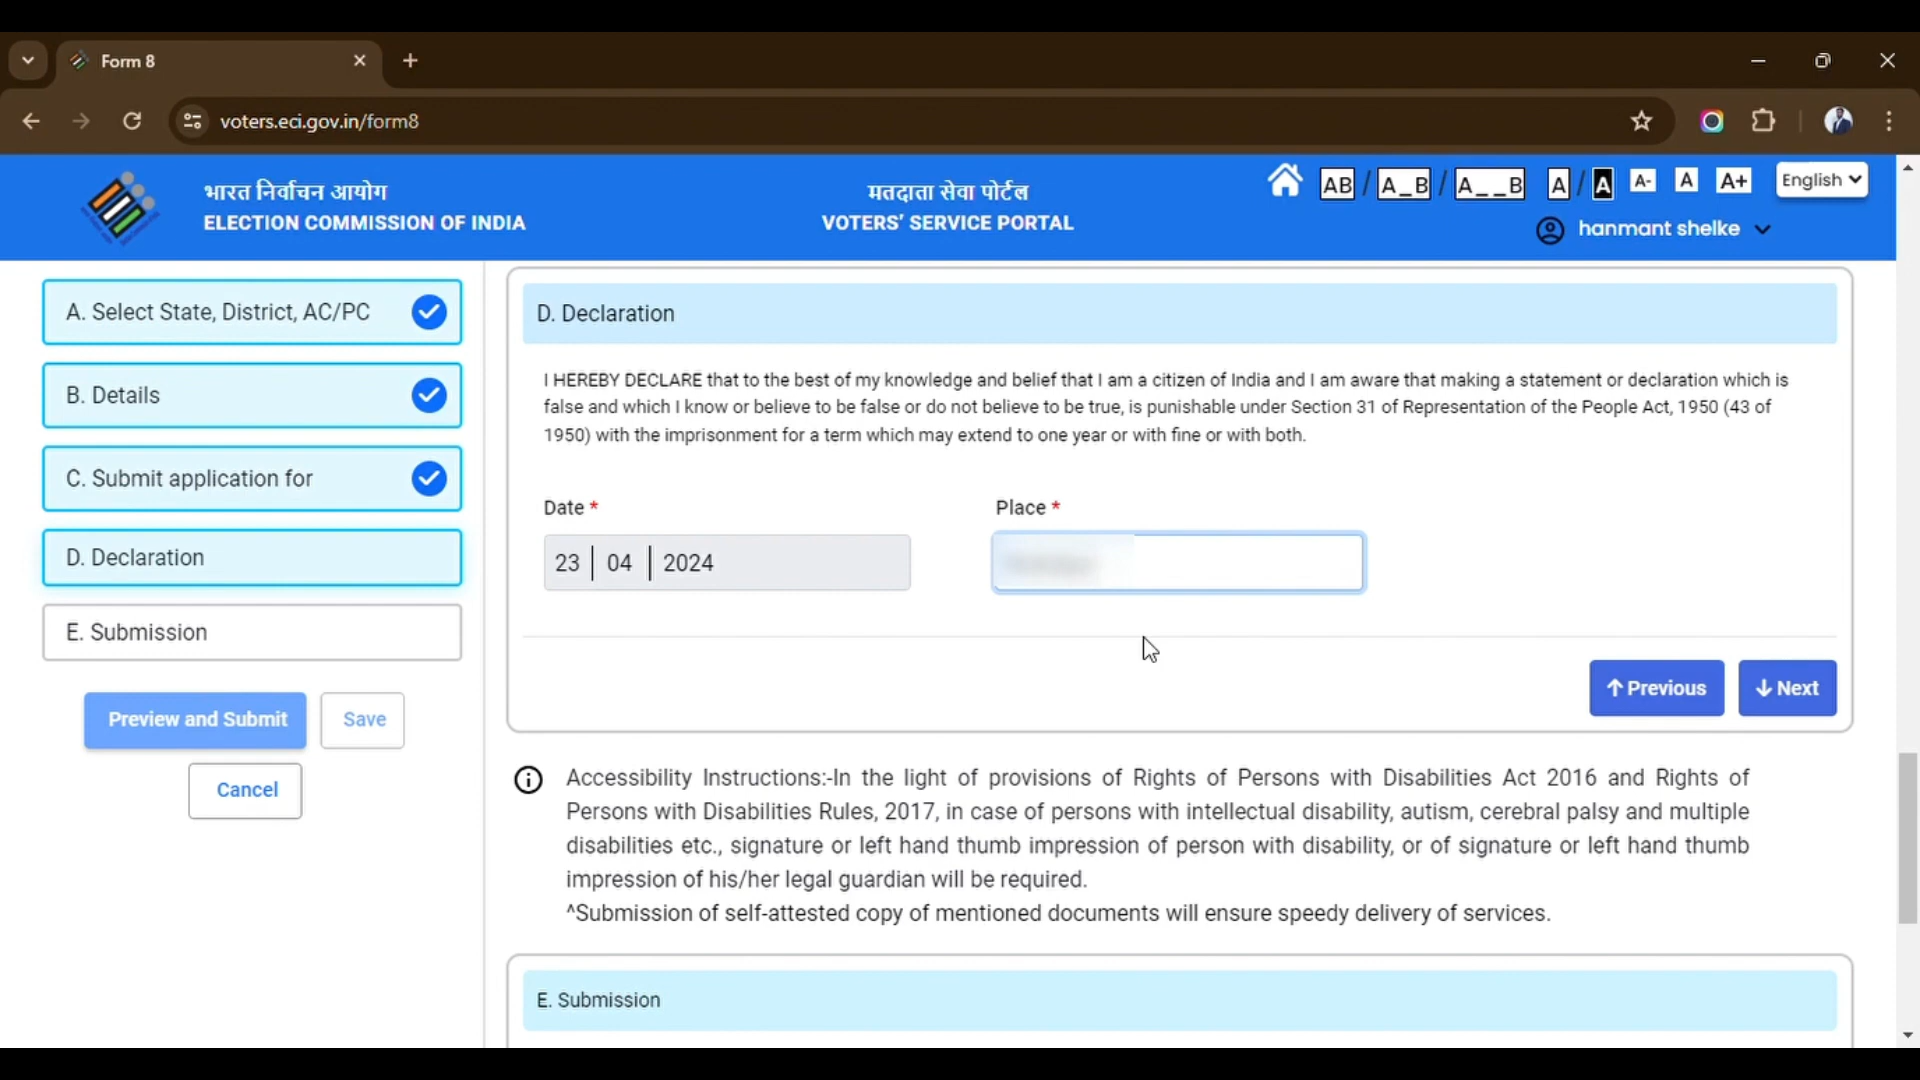 Form 8
voters.eci.gov.in/form8
भारत निर्वाचन आयोग
ELECTION COMMISSION OF INDIA
मतदाता सेवा पोर्टल
VOTERS’ SERVICE PORTAL
AB / A_B / A__B A / A A- A A+ English
hanmant shelke
A. Select State, District, AC/PC
B. Details
C. Submit application for
D. Declaration
E. Submission
Preview and Submit Save
Cancel
D. Declaration
I HEREBY DECLARE that to the best of my knowledge and belief that I am a citizen of India and I am aware that making a statement or declaration which is
false and which I know or believe to be false or do not believe to be true, is punishable under Section 31 of Representation of the People Act, 1950 (43 of
1950) with the imprisonment for a term which may extend to one year or with fine or with both.
Date * Place *
23 04 2024
Previous Next
Accessibility Instructions:-In the light of provisions of Rights of Persons with Disabilities Act 2016 and Rights of
Persons with Disabilities Rules, 2017, in case of persons with intellectual disability, autism, cerebral palsy and multiple
disabilities etc., signature or left hand thumb impression of person with disability, or of signature or left hand thumb
impression of his/her legal guardian will be required.
^Submission of self-attested copy of mentioned documents will ensure speedy delivery of services.
E. Submission